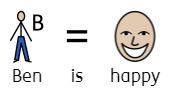 B =
Ben is happy